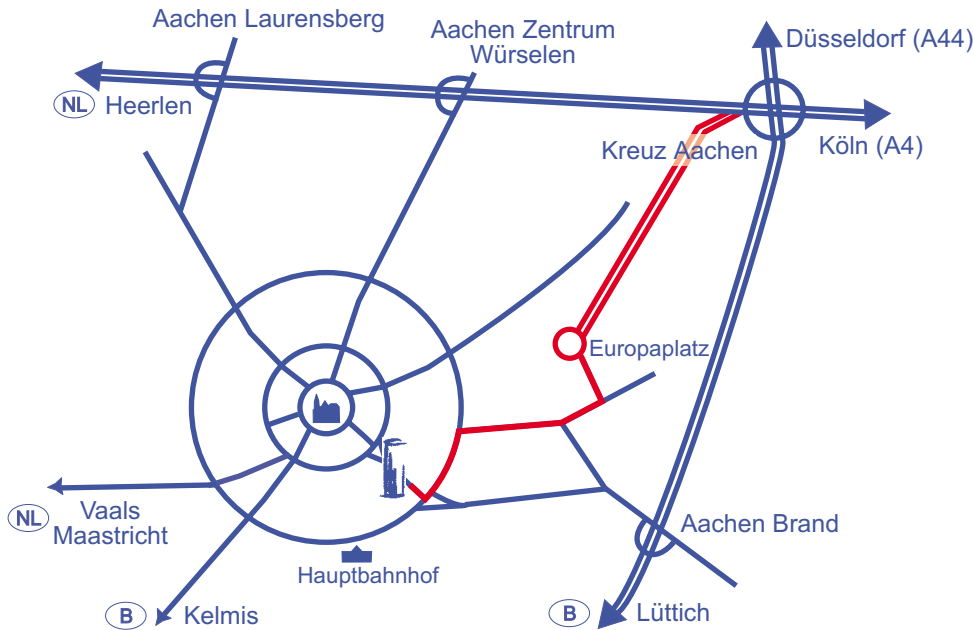 Aachen Laurensberg
Aachen Zentrum
Würselen
Düsseldorf (A44)
NL Heerlen
Kreuz Aachen
Köln (A4)
Europaplatz
NL Vaals
Maastricht
Aachen Brand
Hauptbahnhof
B Kelmis
B Lüttich